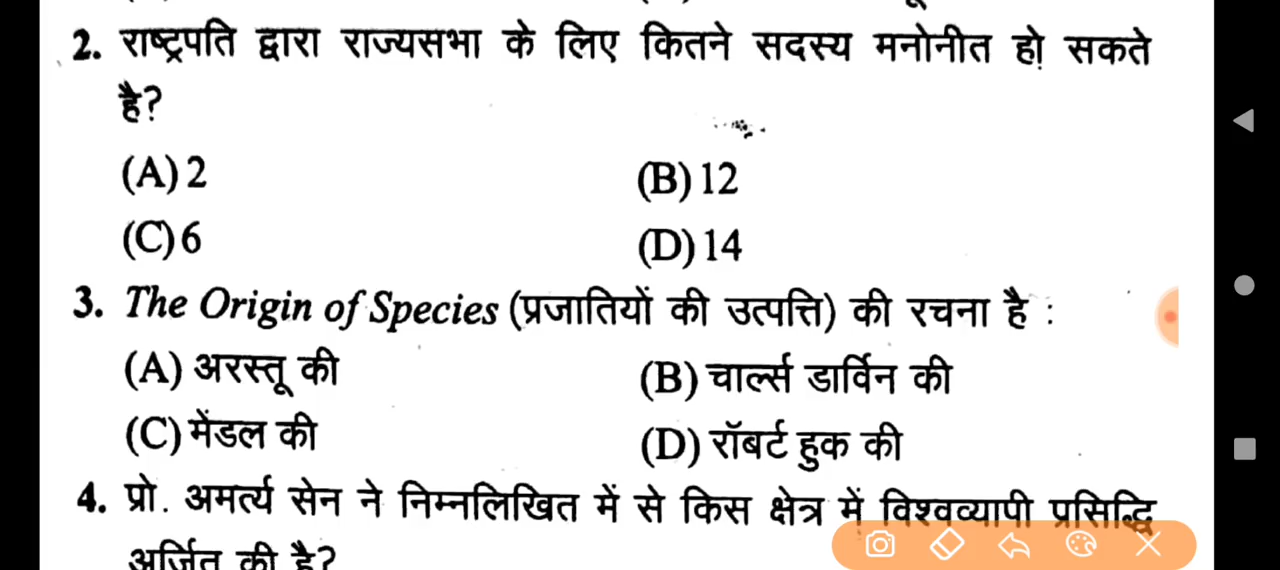 2. राष्ट्रपति द्वारा राज्यसभा के लिए कितने सदस्य मनोनीत हो सकते
है?
(A) 2 (B) 12
(C) 6 (D) 14
3. The Origin of Species (प्रजातियों की उत्पत्ति) की रचना है :
(A) अरस्तू की (B) चार्ल्स डार्विन की
(C) मेंडल की (D) रॉबर्ट हुक की
4. प्रो. अमर्त्य सेन ने निम्नलिखित में से किस क्षेत्र में विश्वव्यापी प्रसिद्धि
अर्जित की है?